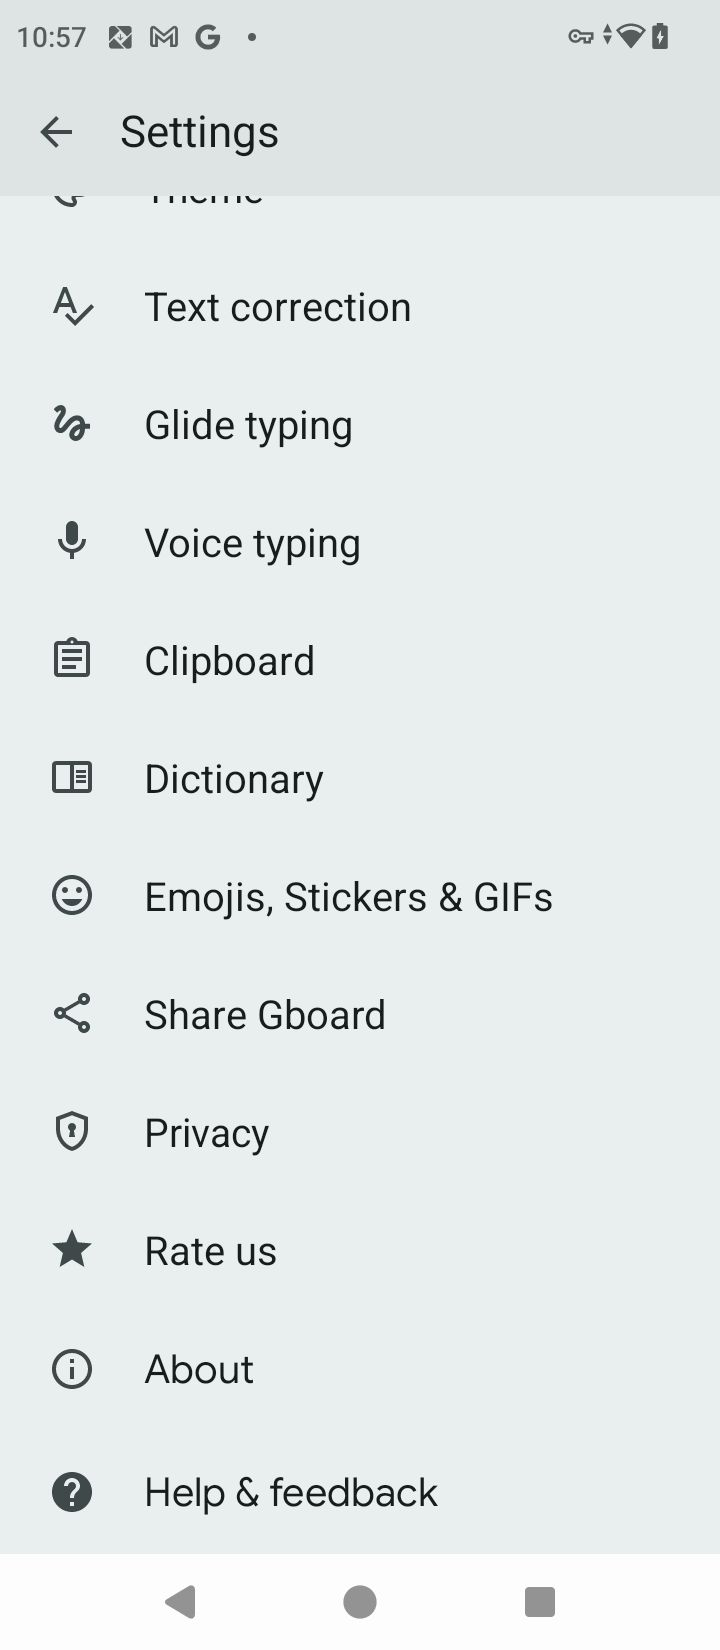 10:57
Settings
Theme
Text correction
Glide typing
Voice typing
Clipboard
Dictionary
Emojis, Stickers & GIFs
Share Gboard
Privacy
Rate us
About
Help & feedback